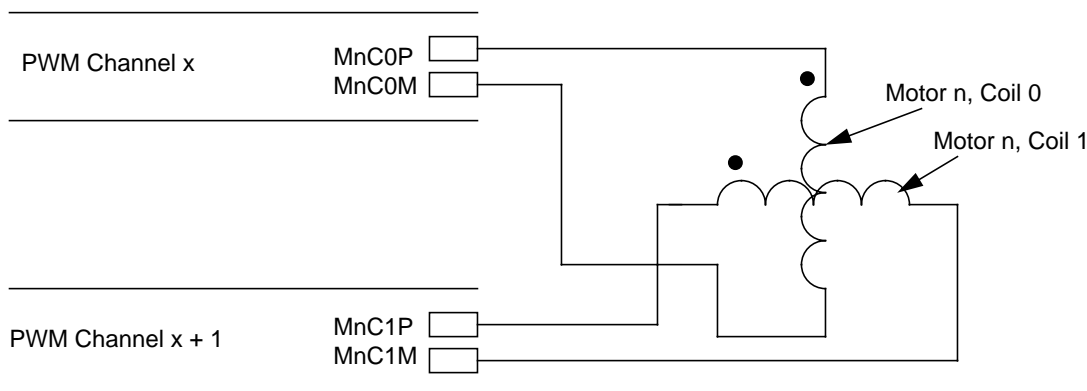 PWM Channel x
MnC0P
MnC0M
Motor n, Coil 0
Motor n, Coil 1
PWM Channel x + 1
MnC1P
MnC1M